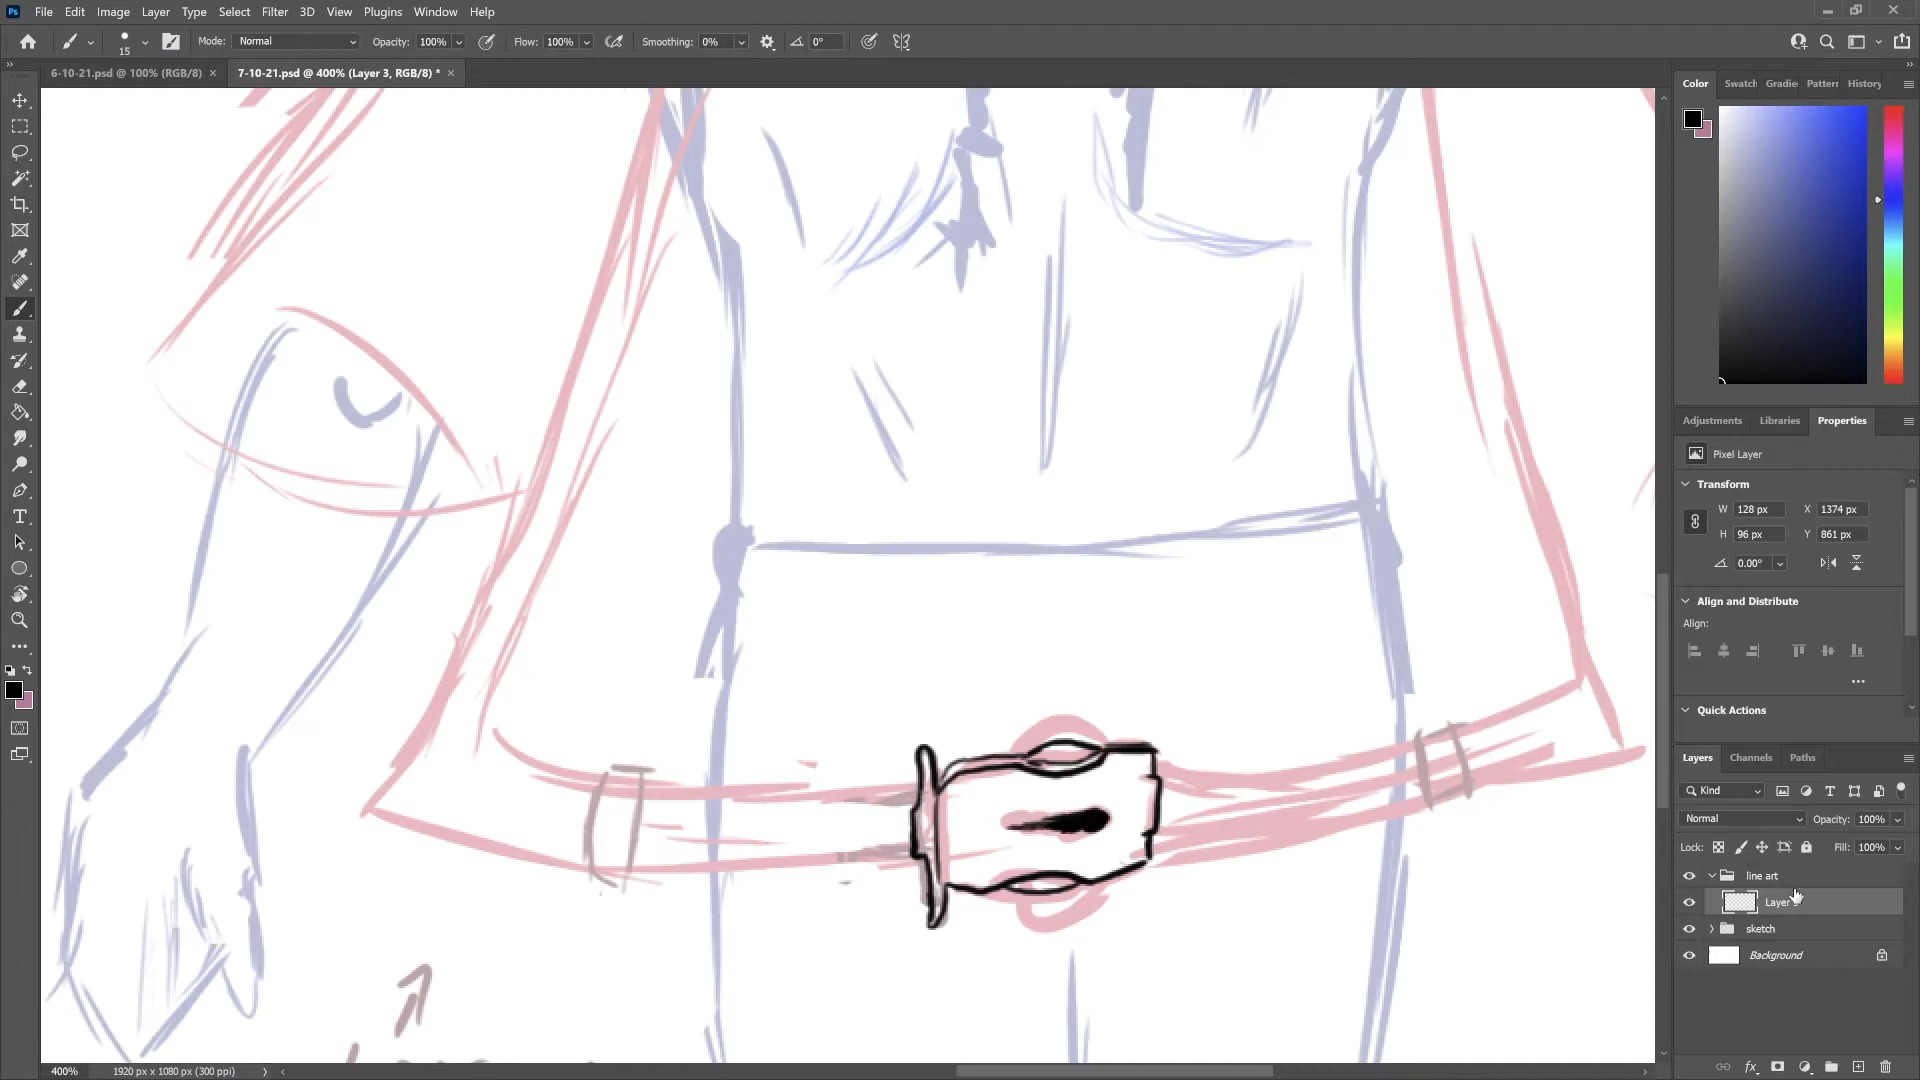 Ps File Edit Image Layer Type Select Filter 3D View Plugins Window Help
15 Mode: Normal Opacity: 100% Flow: 100% Smoothing: 0% 0°
6-10-21.psd @ 100% (RGB/8) × 7-10-21.psd @ 400% (Layer 3, RGB/8) * ×
Color Swatch Gradie Pattern History
Adjustments Libraries Properties
Pixel Layer
Transform
W 128 px X 1374 px
H 96 px Y 861 px
0.00°
Align and Distribute
Align:
Quick Actions
Layers Channels Paths
Kind
Normal Opacity: 100%
Lock: Fill: 100%
line art
Layer
sketch
Background
400% 1920 px x 1080 px (300 ppi)